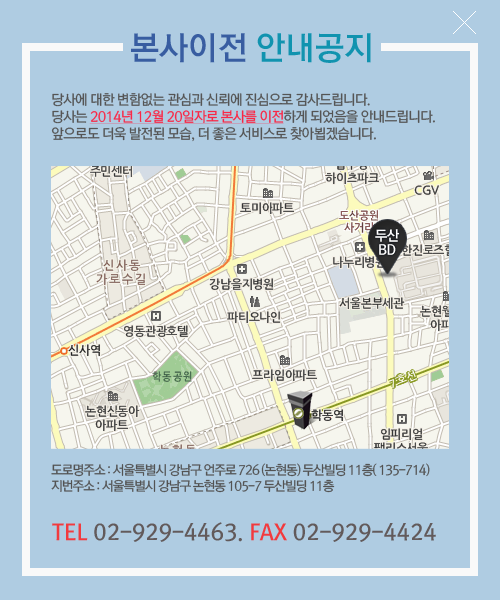 본사이전 안내공지
당사에 대한 변함없는 관심과 신뢰에 진심으로 감사드립니다.
당사는 2014년 12월 20일자로 본사를 이전하게 되었음을 안내드립니다.
앞으로도 더욱 발전된 모습, 더 좋은 서비스로 찾아뵙겠습니다.
주민센터
하이츠파크
CGV
토미아파트
도산공원
사거리
두산
BD
한진로즈힐
신사동
가로수길
나누리병원
강남을지병원
서울본부세관
파티오나인
논현
아파
영동관광호텔
신사역
학동공원
프라임아파트
7호선
논현신동아
아파트
학동역
임피리얼
팰리스서울
도로명주소 : 서울특별시 강남구 언주로 726 (논현동) 두산빌딩 11층( 135-714)
지번주소 : 서울특별시 강남구 논현동 105-7 두산빌딩 11층
TEL 02-929-4463. FAX 02-929-4424